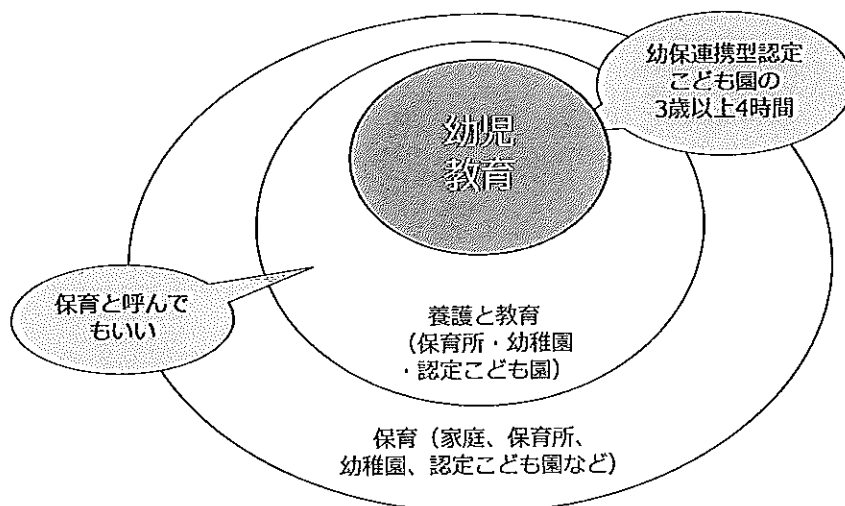 幼保連携型認定
こども園の
3歳以上4時間
幼児
教育
保育と呼んで
もいい
養護と教育
（保育所・幼稚園
・認定こども園）
保育（家庭、保育所、
幼稚園、認定こども園など）